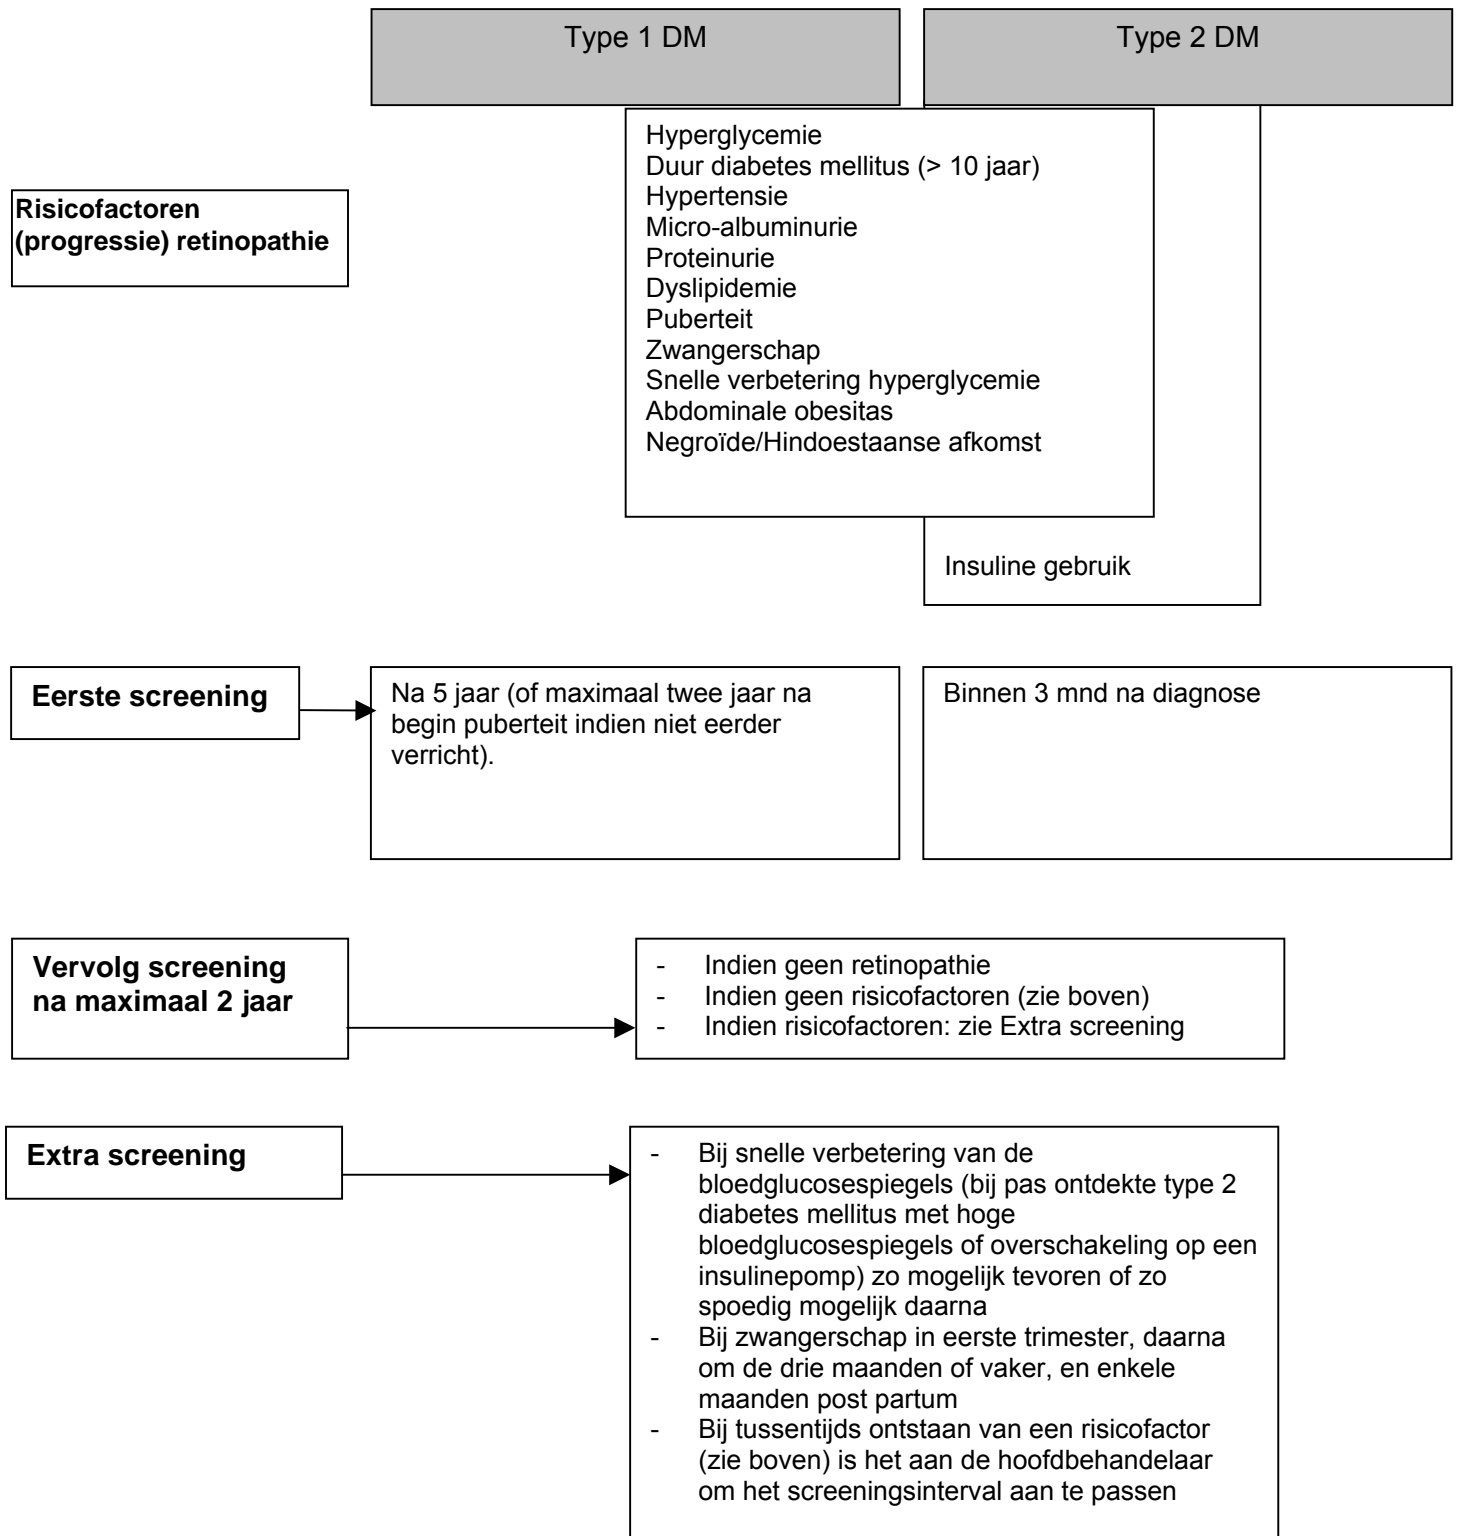 Type 1 DM
Type 2 DM
Risicofactoren
(progressie) retinopathie
Hyperglycemie
Duur diabetes mellitus (> 10 jaar)
Hypertensie
Micro-albuminurie
Proteinurie
Dyslipidemie
Puberteit
Zwangerschap
Snelle verbetering hyperglycemie
Abdominale obesitas
Negroïde/Hindoestaanse afkomst
Insuline gebruik
Eerste screening
Na 5 jaar (of maximaal twee jaar na
begin puberteit indien niet eerder
verricht).
Binnen 3 mnd na diagnose
Vervolg screening
na maximaal 2 jaar
- Indien geen retinopathie
- Indien geen risicofactoren (zie boven)
- Indien risicofactoren: zie Extra screening
Extra screening
- Bij snelle verbetering van de
bloedglucosespiegels (bij pas ontdekte type 2
diabetes mellitus met hoge
bloedglucosespiegels of overschakeling op een
insulinepomp) zo mogelijk tevoren of zo
spoedig mogelijk daarna
- Bij zwangerschap in eerste trimester, daarna
om de drie maanden of vaker, en enkele
maanden post partum
- Bij tussentijds ontstaan van een risicofactor
(zie boven) is het aan de hoofdbehandelaar
om het screeningsinterval aan te passen